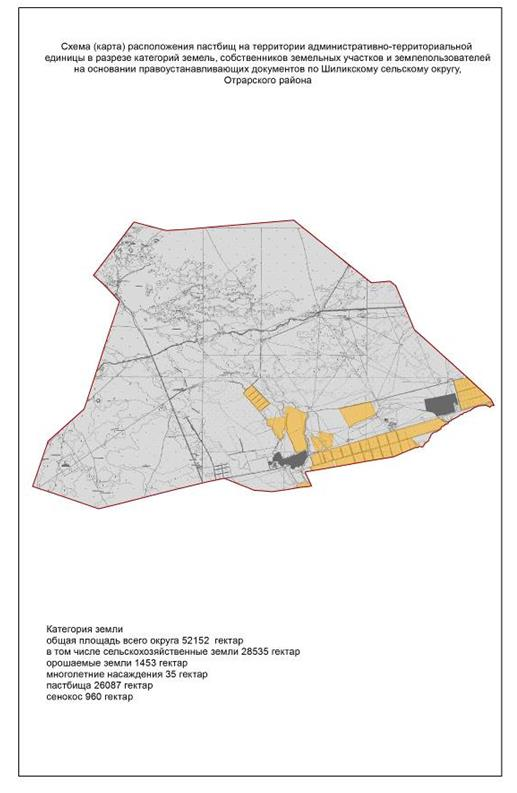 Схема (карта) расположения пастбищ на территории административно-территориальной
единицы в разрезе категорий земель, собственников земельных участков и землепользователей
на основании правоустанавливающих документов по Шиликскому сельскому округу,
Отрарского района
Категория земли
общая площадь всего округа 52152 гектар
в том числе сельскохозяйственные земли 28535 гектар
орошаемые земли 1453 гектар
многолетние насаждения 35 гектар
пастбища 26087 гектар
сенокос 960 гектар